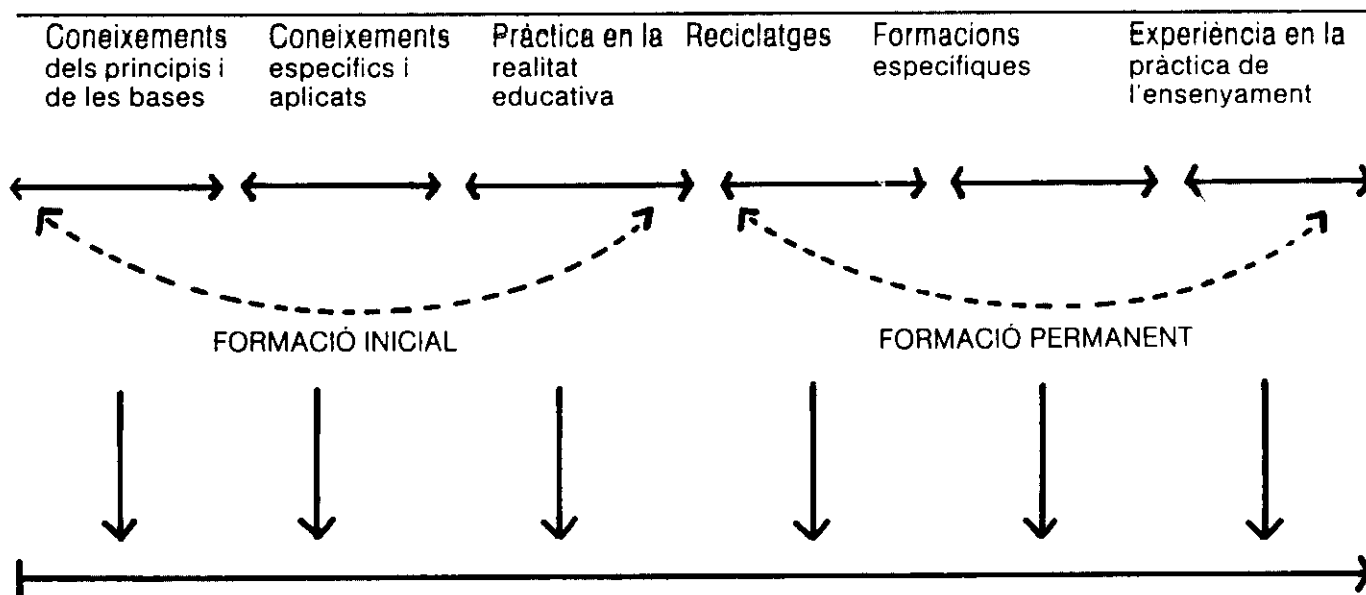 Coneixements
dels principis i
de les bases
Coneixements
específics i
aplicats
Pràctica en la
realitat
educativa
Reciclatges
Formacions
especifiques
Experiència en la
pràctica de
l'ensenyament
FORMACIÓ INICIAL
FORMACIÓ PERMANENT